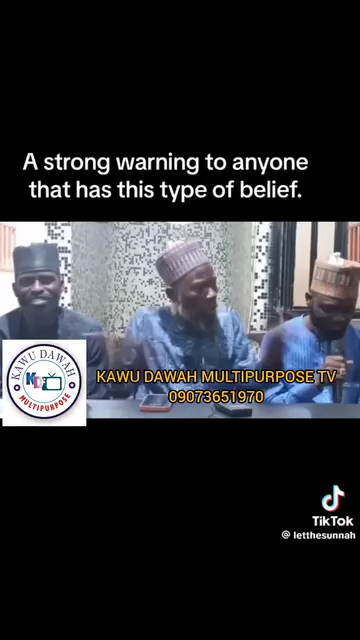 A strong warning to anyone
that has this type of belief.
KAWU DAWAH
KD
MULTIPURPOSE
KAWU DAWAH MULTIPURPOSE TV
09073651970
TikTok
@letthesunnah